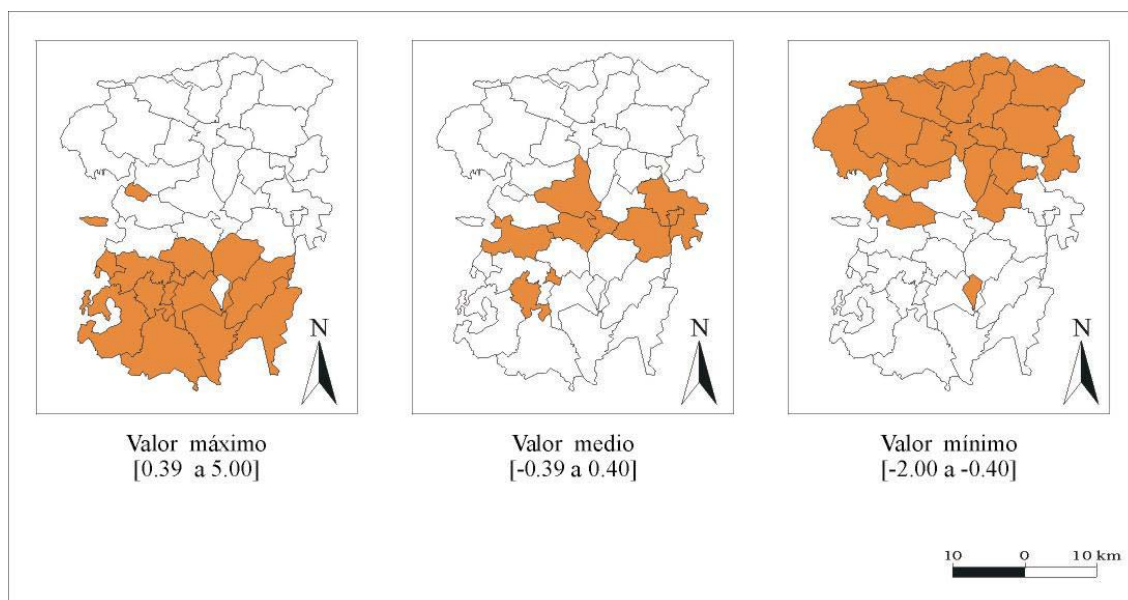 N
N
N
Valor máximo
[0.39 a 5.00]
Valor medio
[-0.39 a 0.40]
Valor mínimo
[-2.00 a -0.40]
10 0 10 km